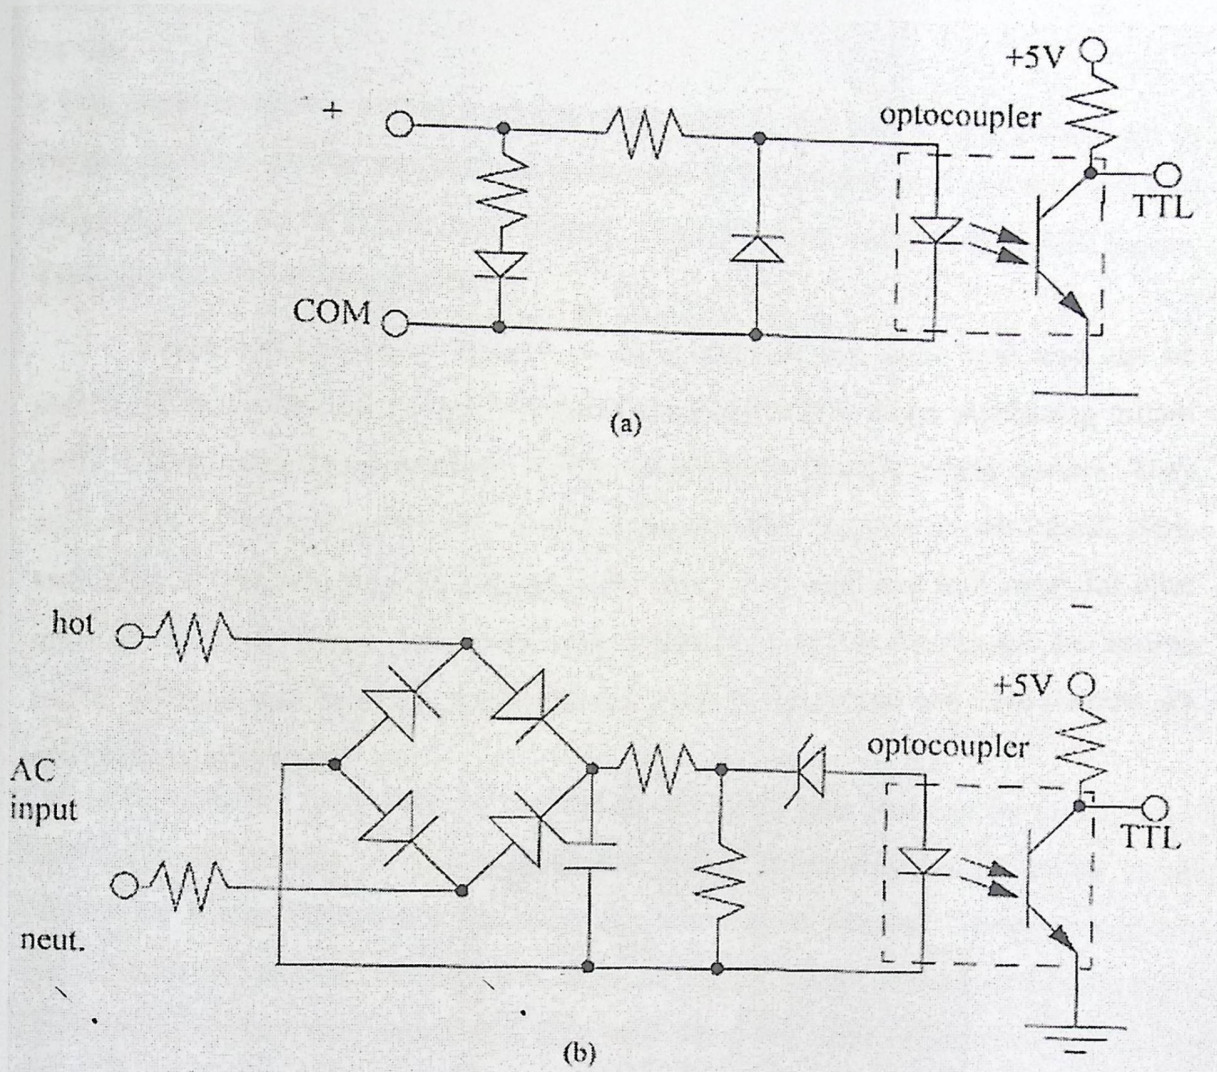 +5V
optocoupler
+
TTL
COM
(a)
hot
+5V
optocoupler
AC
input
TTL
neut.
(b)